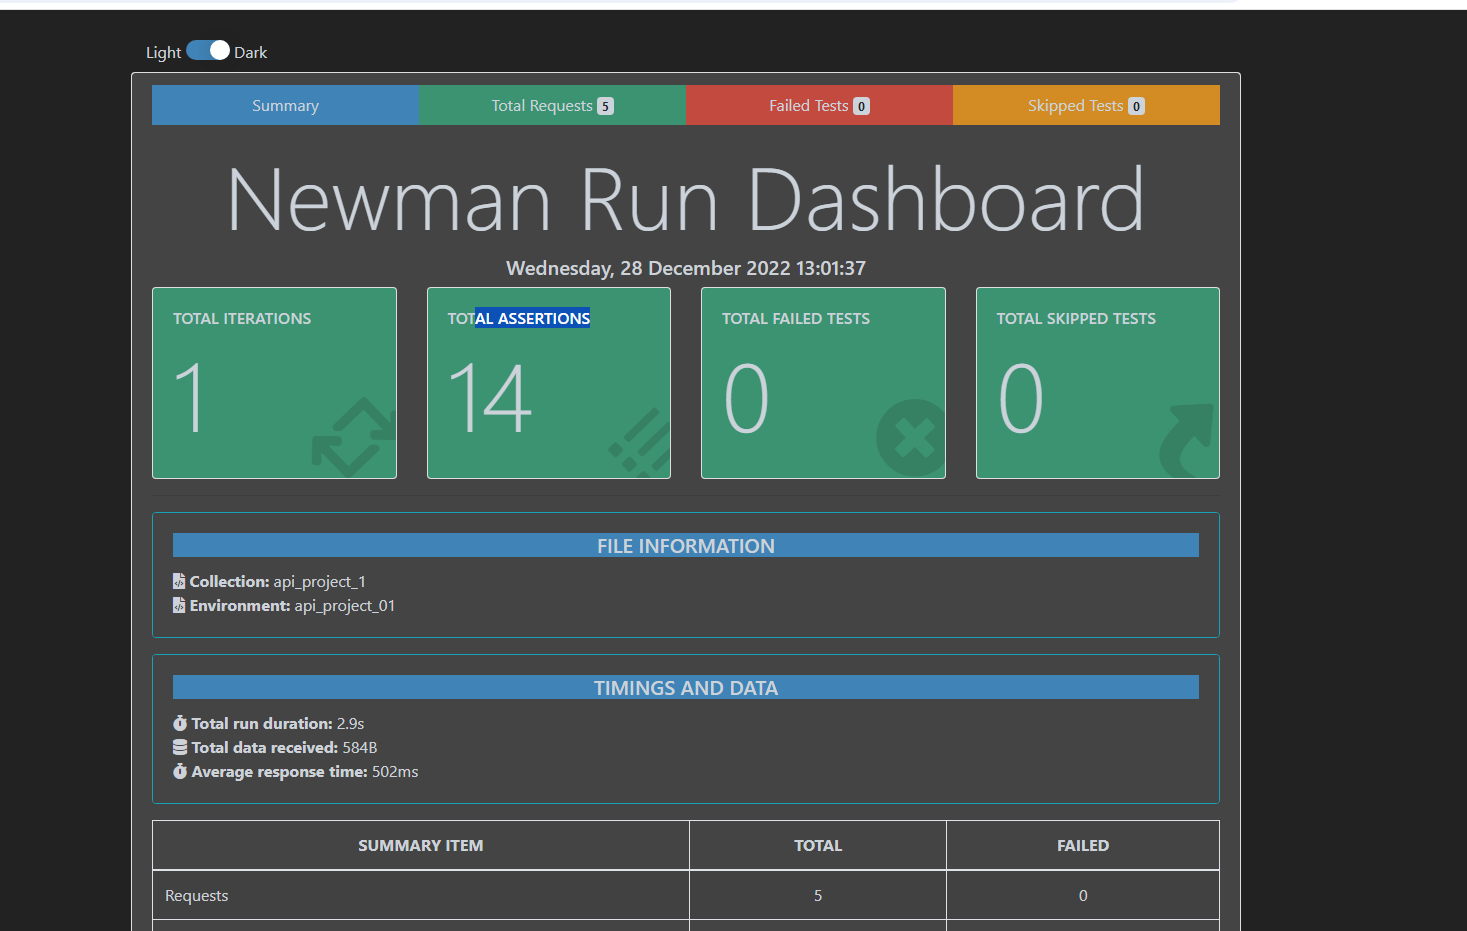 Light Dark
Summary Total Requests 5 Failed Tests 0 Skipped Tests 0
Newman Run Dashboard
Wednesday, 28 December 2022 13:01:37
TOTAL ITERATIONS TOTAL ASSERTIONS TOTAL FAILED TESTS TOTAL SKIPPED TESTS
1 14 0 0
FILE INFORMATION
Collection: api_project_1
Environment: api_project_01
TIMINGS AND DATA
Total run duration: 2.9s
Total data received: 584B
Average response time: 502ms
SUMMARY ITEM TOTAL FAILED
Requests 5 0